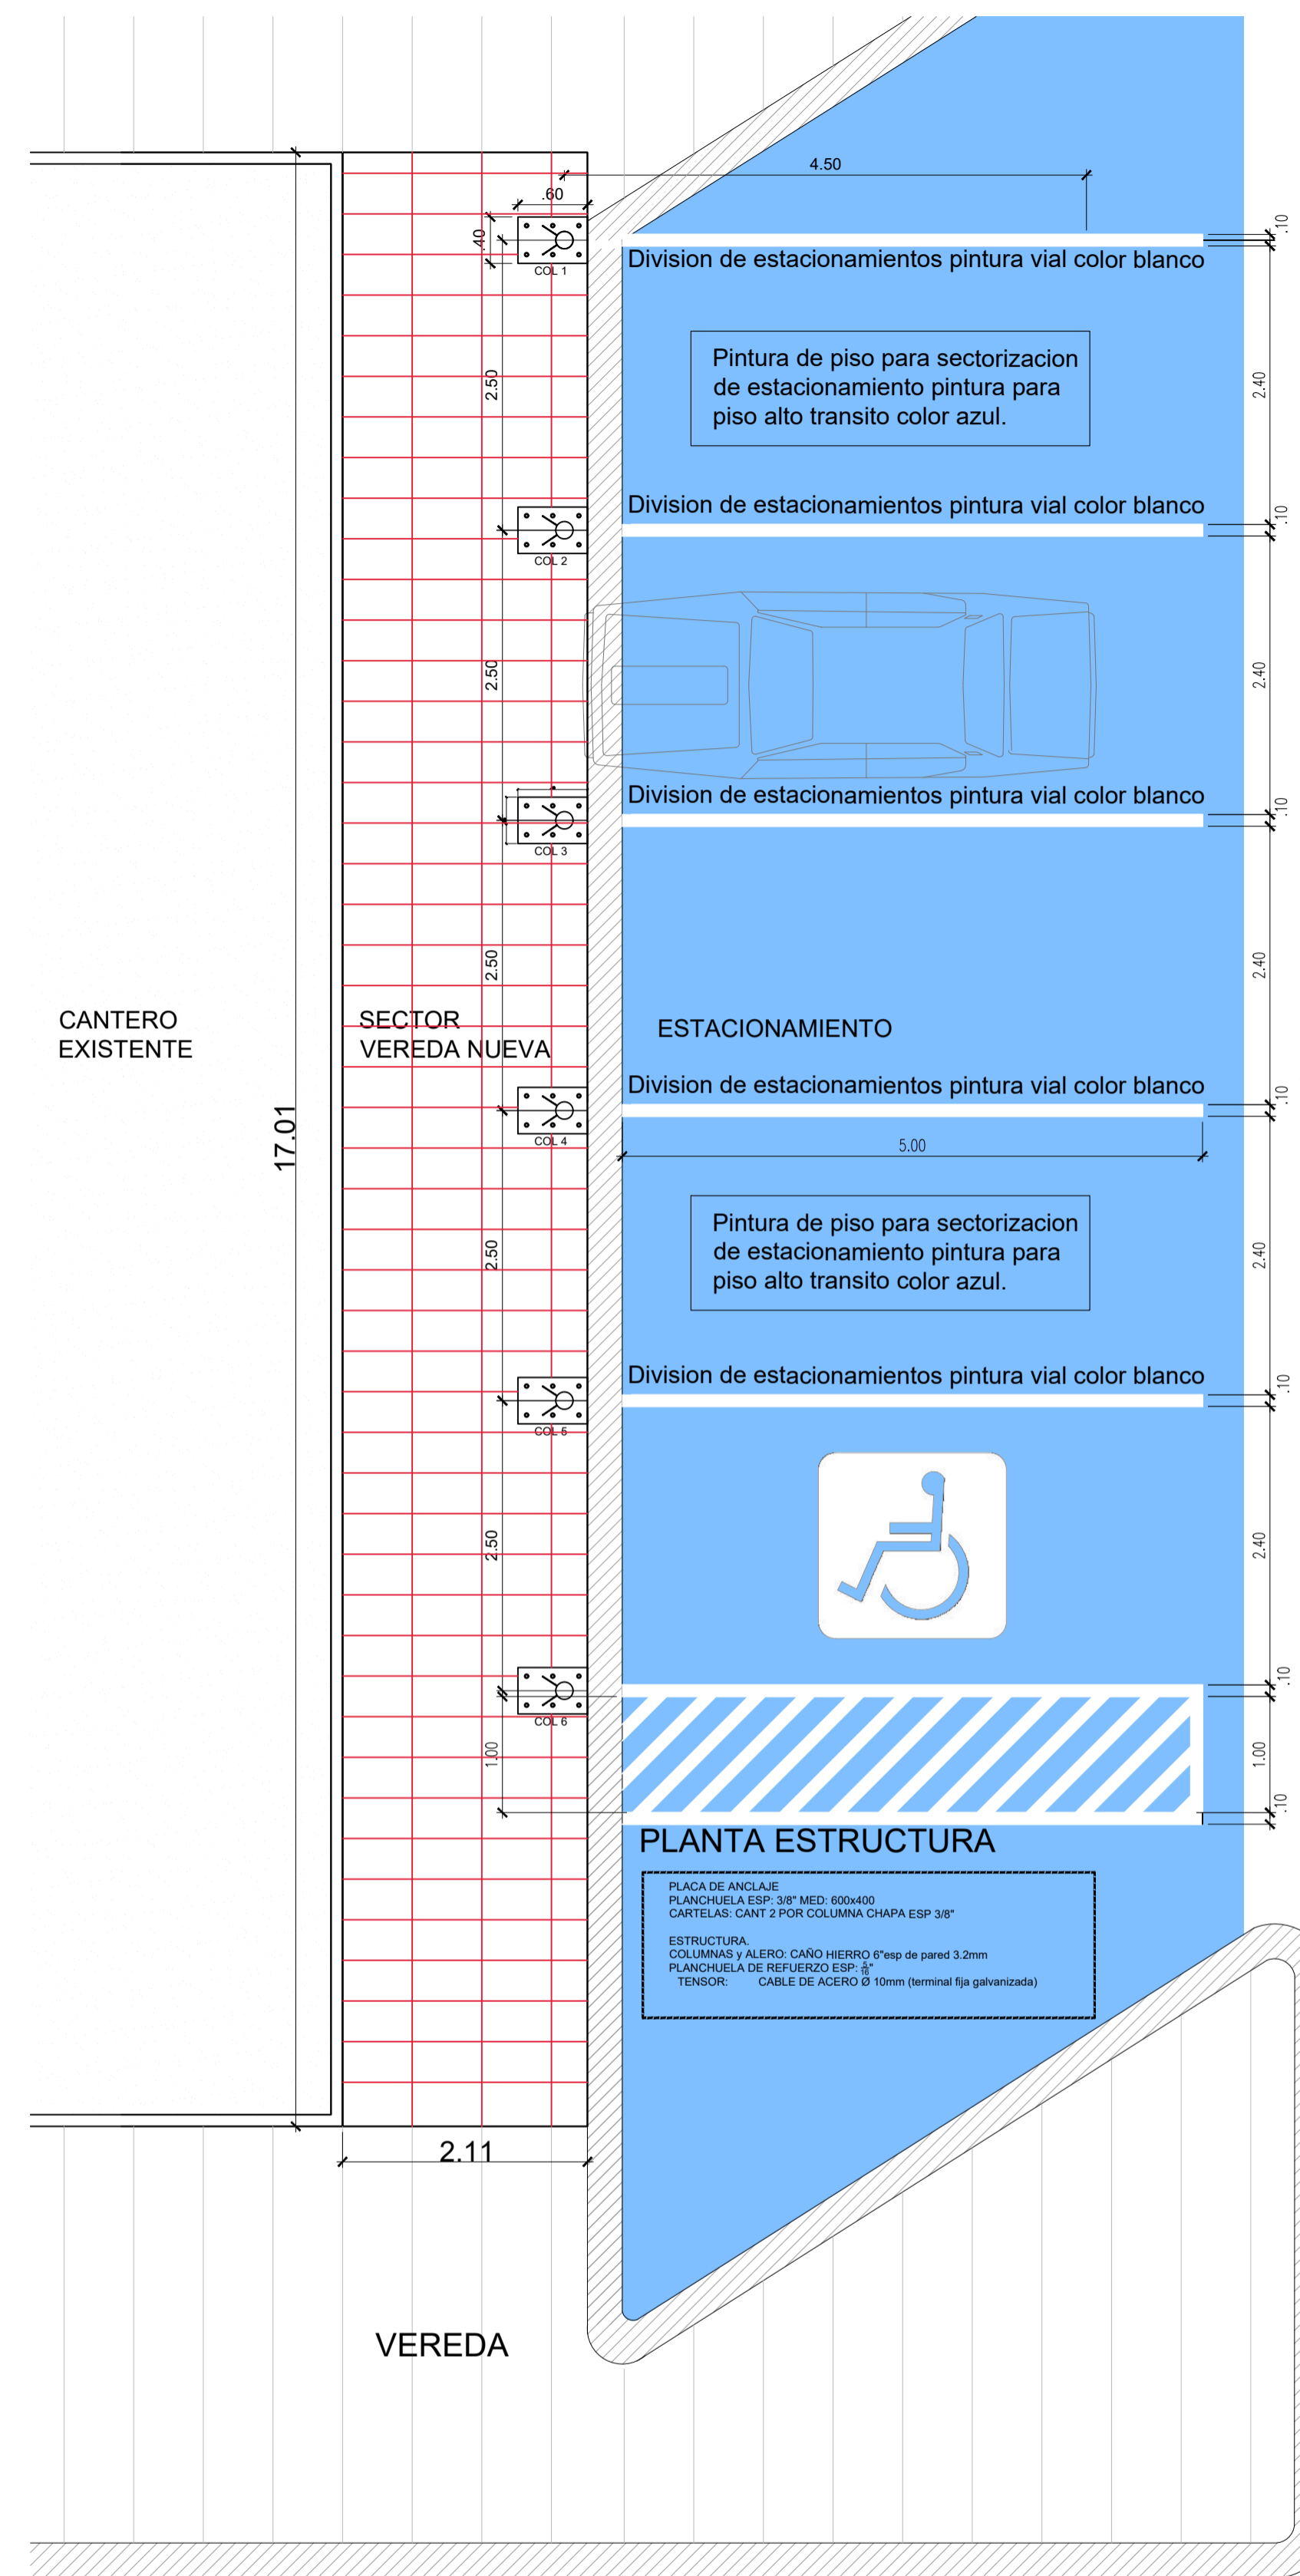 4.50
.60
.40
COL 1
.10
Division de estacionamientos pintura vial color blanco
Pintura de piso para sectorizacion
de estacionamiento pintura para
piso alto transito color azul.
2.50
2.40
Division de estacionamientos pintura vial color blanco
.10
COL 2
2.50
2.40
Division de estacionamientos pintura vial color blanco
.10
COL 3
2.50
2.40
CANTERO
EXISTENTE
SECTOR
VEREDA NUEVA
ESTACIONAMIENTO
Division de estacionamientos pintura vial color blanco
.10
COL 4
17.01
5.00
Pintura de piso para sectorizacion
de estacionamiento pintura para
piso alto transito color azul.
2.50
2.40
Division de estacionamientos pintura vial color blanco
.10
COL 5
2.50
2.40
.10
COL 6
1.00
1.00
.10
PLANTA ESTRUCTURA
PLACA DE ANCLAJE
PLANCHUELA ESP: 3/8" MED: 600x400
CARTELAS: CANT 2 POR COLUMNA CHAPA ESP 3/8"
ESTRUCTURA.
COLUMNAS y ALERO: CAÑO HIERRO 6"esp de pared 3.2mm
PLANCHUELA DE REFUERZO ESP: 5/16"
TENSOR: CABLE DE ACERO Ø 10mm (terminal fija galvanizada)
2.11
VEREDA